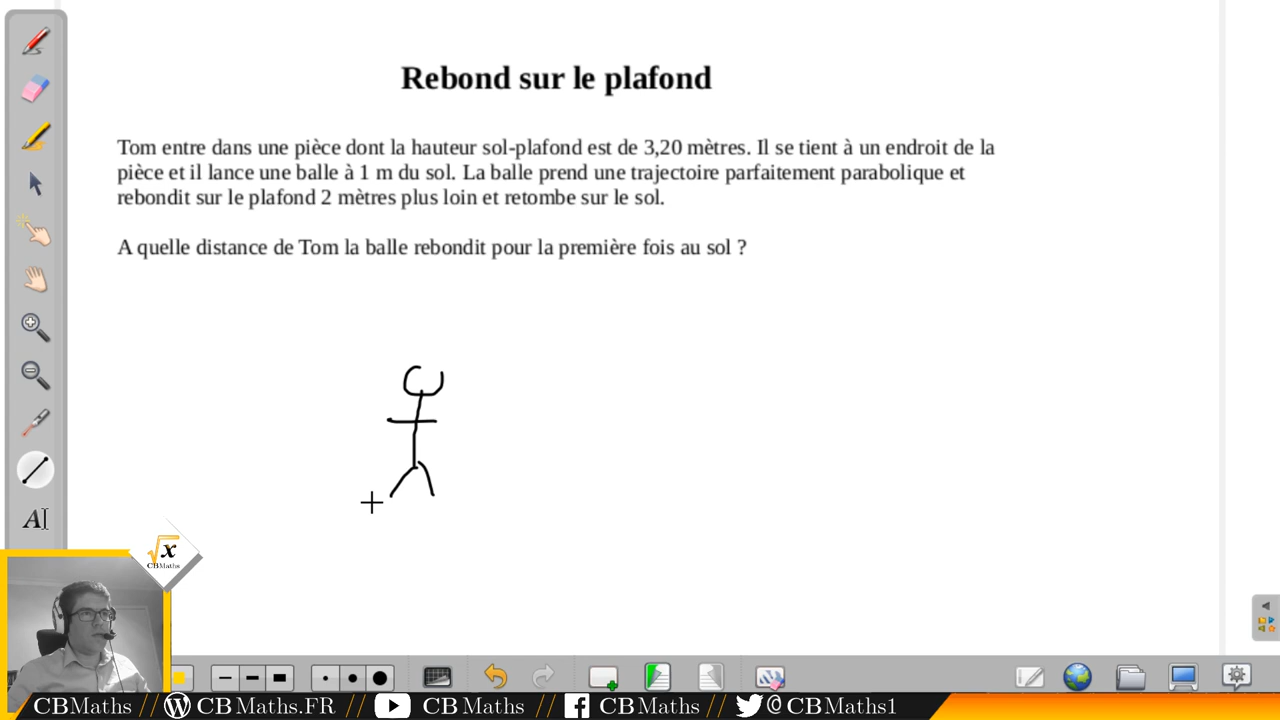 Rebond sur le plafond
Tom entre dans une pièce dont la hauteur sol-plafond est de 3,20 mètres. Il se tient à un endroit de la
pièce et il lance une balle à 1 m du sol. La balle prend une trajectoire parfaitement parabolique et
rebondit sur le plafond 2 mètres plus loin et retombe sur le sol.
A quelle distance de Tom la balle rebondit pour la première fois au sol ?
A
√x
CBMaths
CBMaths // CBMaths.FR // CBMaths // CBMaths // @CBMaths1